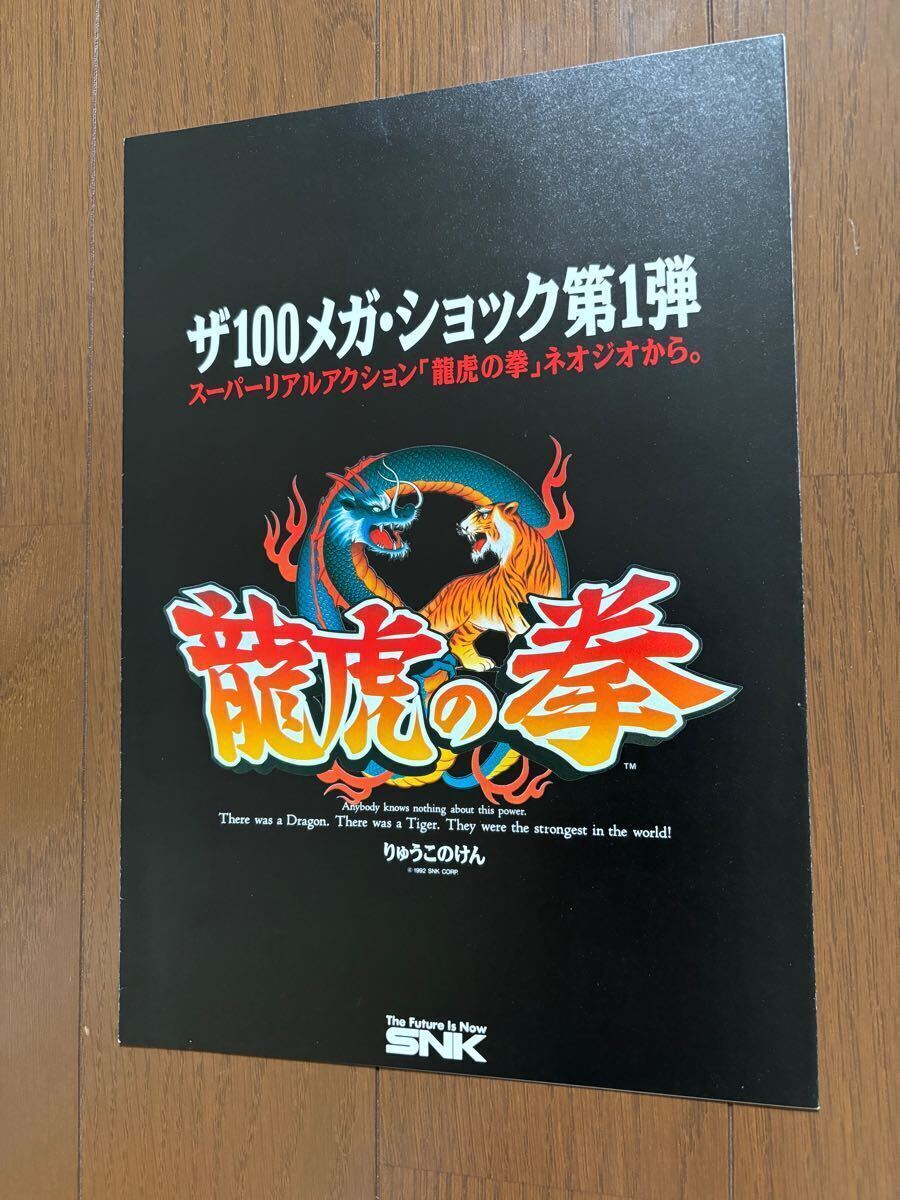 ザ100メガ・ショック第1弾
スーパーリアルアクション「龍虎の拳」ネオジオから。
龍虎の拳
TM
Anybody knows nothing about this power.
There was a Dragon. There was a Tiger. They were the strongest in the world!
りゅうこのけん
© 1992 SNK CORP.
The Future Is Now
SNK